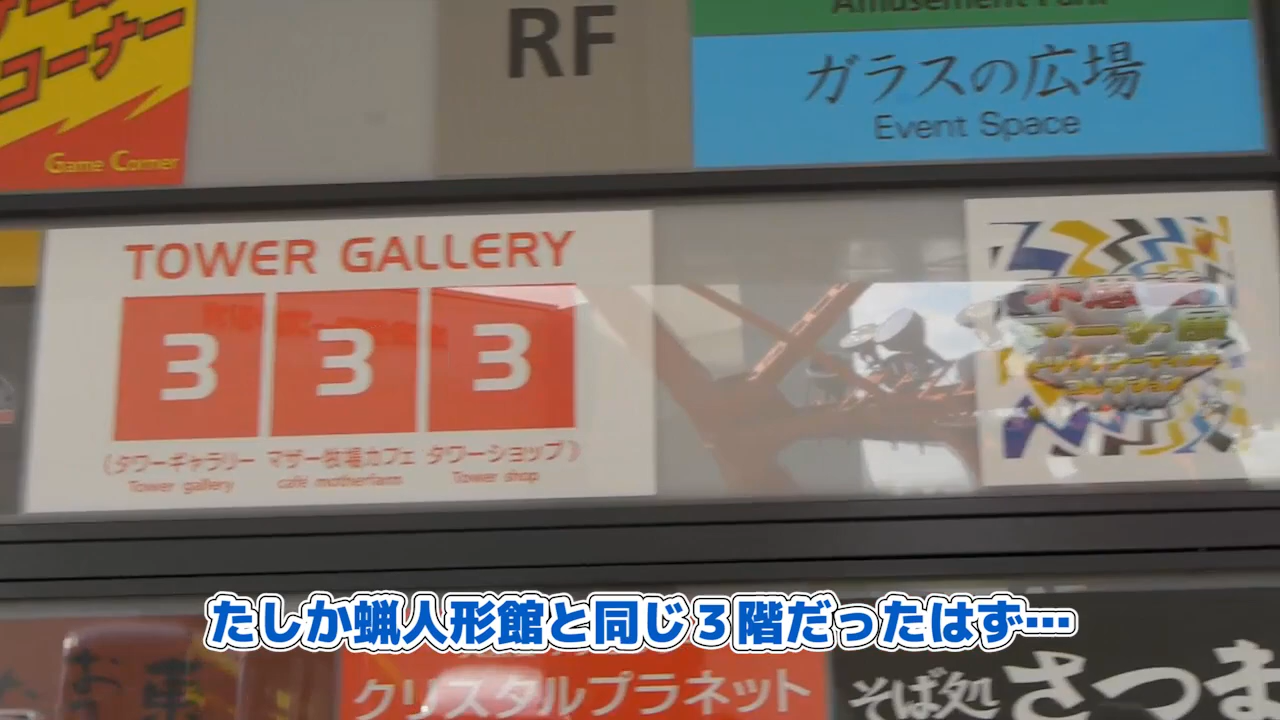 コーナー
Game Corner
RF
Amusement Park
ガラスの広場
Event Space
TOWER GALLERY
3 3 3
(タワーギャラリー マザー牧場カフェ タワーショップ)
Tower gallery cafe motherfarm Tower shop
たしか蝋人形館と同じ３階だったはず…
クリスタルプラネット
そば処 さつま